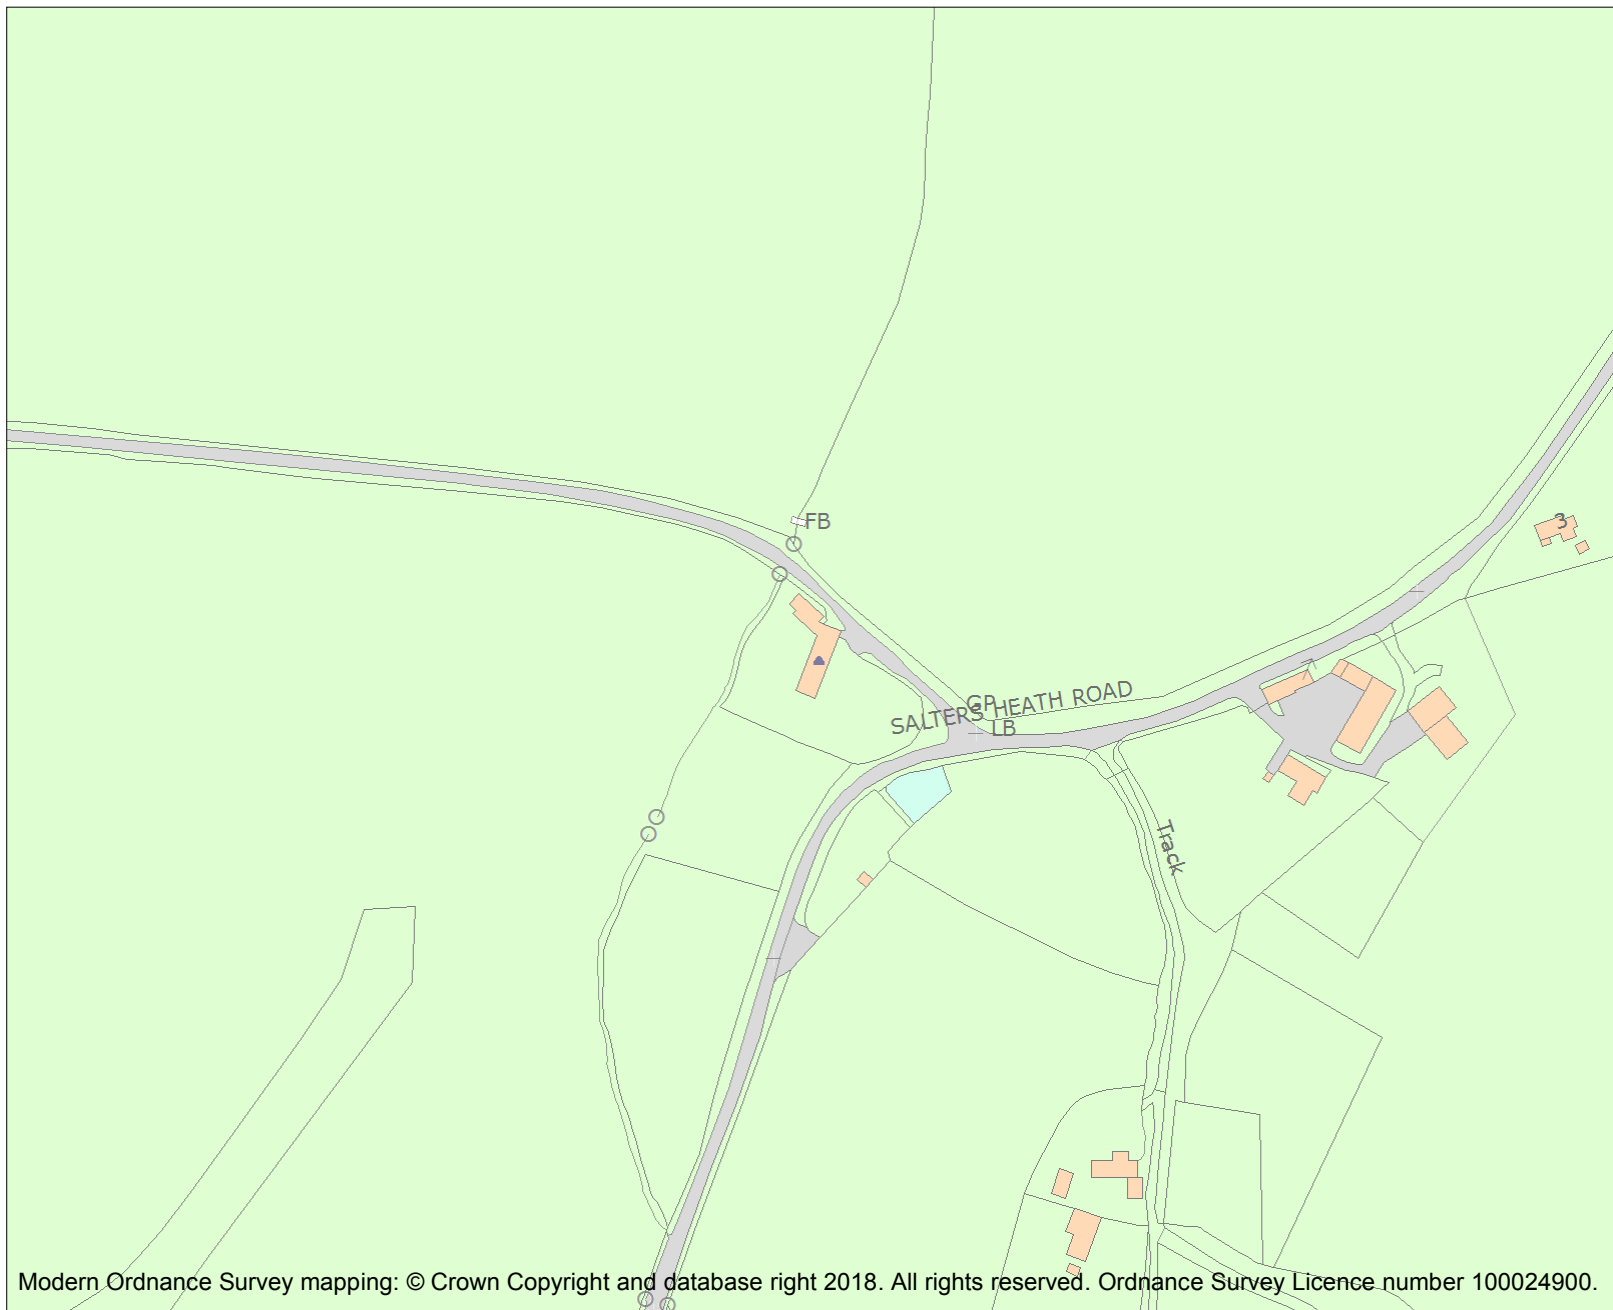 FB
3
GP
SALTERS HEATH ROAD
LB
Track
Modern Ordnance Survey mapping: © Crown Copyright and database right 2018. All rights reserved. Ordnance Survey Licence number 100024900.